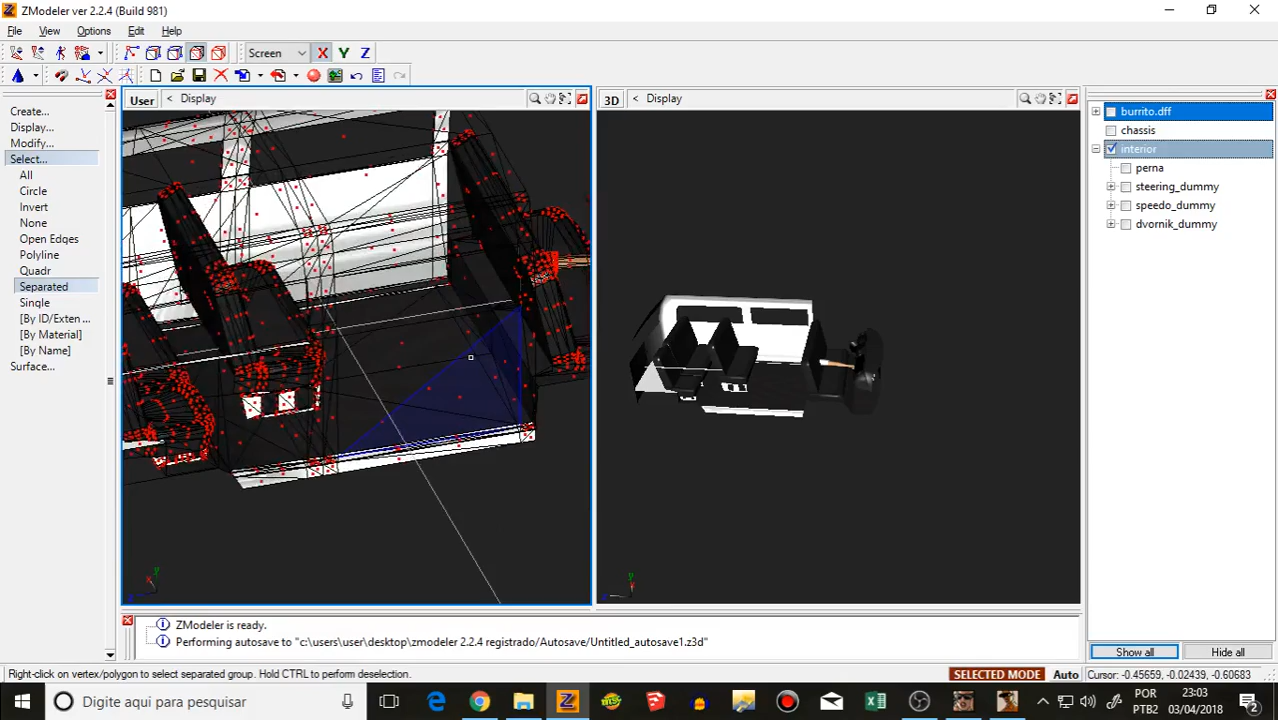 ZModeler ver 2.2.4 (Build 981)
File View Options Edit Help
Screen X Y Z
User < Display
3D < Display
Create...
Display...
Modify...
Select...
All
Circle
Invert
None
Open Edges
Polyline
Quadr
Separated
Single
[By ID/Exten ...
[By Material]
[By Name]
Surface...
burrito.dff
chassis
interior
perna
steering_dummy
speedo_dummy
dvornik_dummy
ZModeler is ready.
Performing autosave to "c:\users\user\desktop\zmodeler 2.2.4 registrado/Autosave/Untitled_autosave1.z3d"
Show all Hide all
Right-click on vertex/polygon to select separated group. Hold CTRL to perform deselection.
SELECTED MODE Auto Cursor: -0.45659, -0.02439, -0.60683
Digite aqui para pesquisar
POR
PTB2
23:03
03/04/2018
2